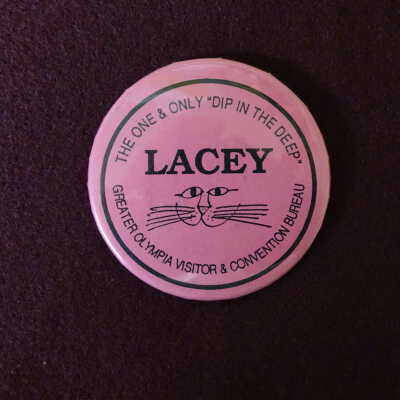 THE ONE & ONLY "DIP IN THE DEEP"
LACEY
GREATER OLYMPIA VISITOR & CONVENTION BUREAU